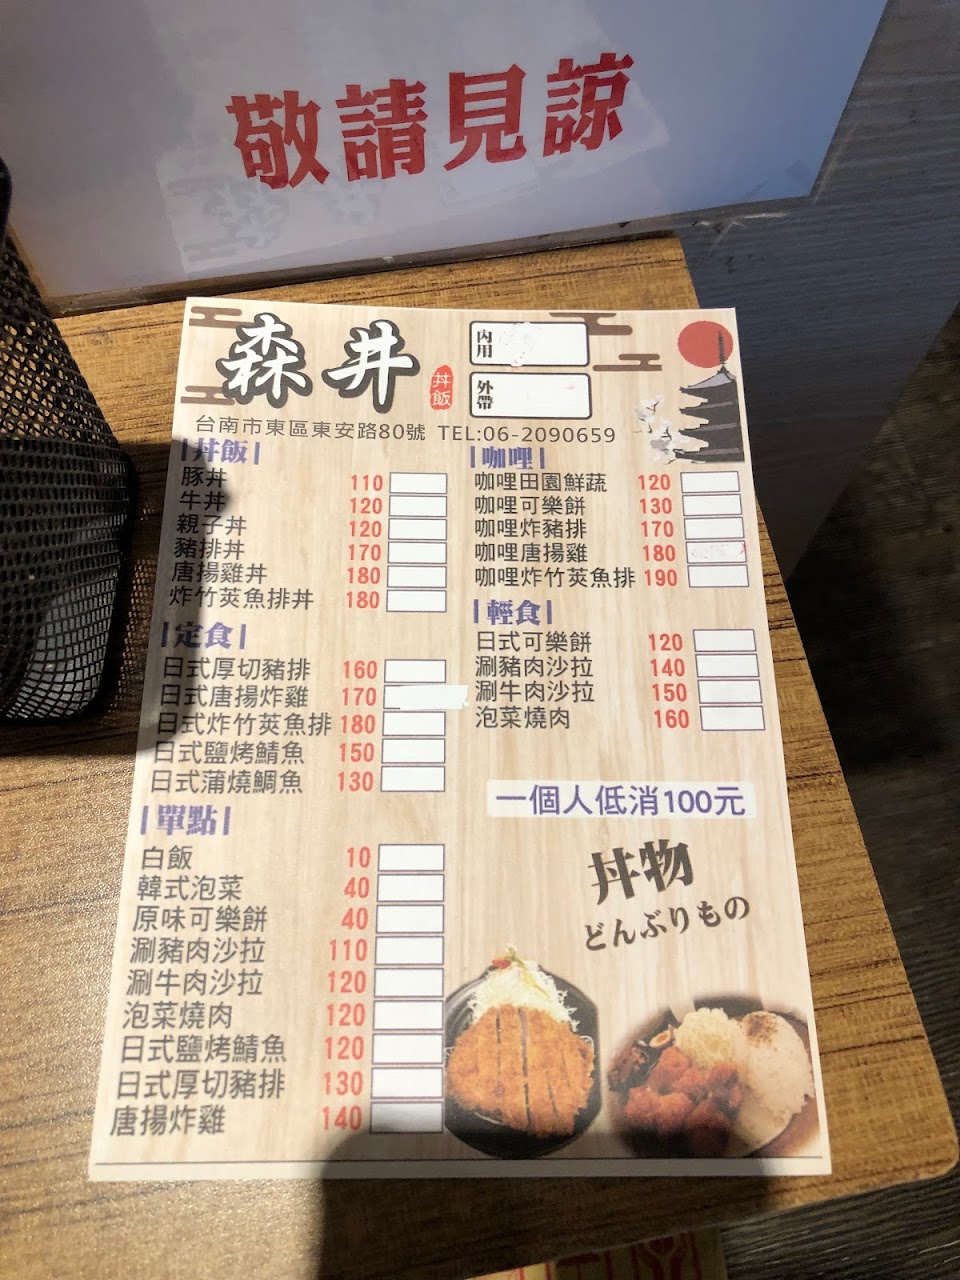 敬請見諒
森井
丼飯
內用
外帶
台南市東區東安路80號 TEL:06-2090659
|丼飯|
豚丼 110
牛丼 120
親子丼 120
豬排丼 170
唐揚雞丼 180
炸竹莢魚排丼 180
|定食|
日式厚切豬排 160
日式唐揚炸雞 170
日式炸竹莢魚排 180
日式鹽烤鯖魚 150
日式蒲燒鯛魚 130
|單點|
白飯 10
韓式泡菜 40
原味可樂餅 40
涮豬肉沙拉 110
涮牛肉沙拉 120
泡菜燒肉 120
日式鹽烤鯖魚 120
日式厚切豬排 130
唐揚炸雞 140
|咖哩|
咖哩田園鮮蔬 120
咖哩可樂餅 130
咖哩炸豬排 170
咖哩唐揚雞 180
咖哩炸竹莢魚排 190
|輕食|
日式可樂餅 120
涮豬肉沙拉 140
涮牛肉沙拉 150
泡菜燒肉 160
一個人低消100元
丼物
どんぶりもの